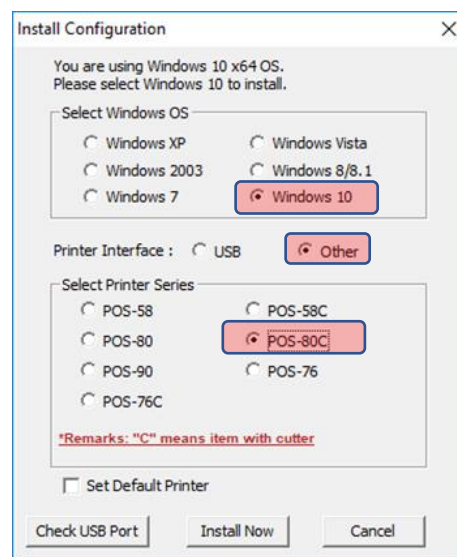 Install Configuration
You are using Windows 10 x64 OS.
Please select Windows 10 to install.
Select Windows OS
Windows XP Windows Vista
Windows 2003 Windows 8/8.1
Windows 7 Windows 10
Printer Interface : USB Other
Select Printer Series
POS-58 POS-58C
POS-80 POS-80C
POS-90 POS-76
POS-76C
*Remarks: "C" means item with cutter
Set Default Printer
Check USB Port Install Now Cancel